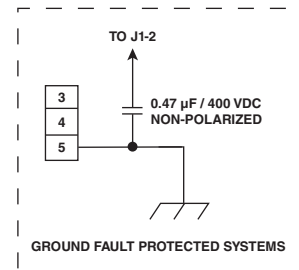 TO J1-2
3
0.47 µF / 400 VDC
4
NON-POLARIZED
5
GROUND FAULT PROTECTED SYSTEMS